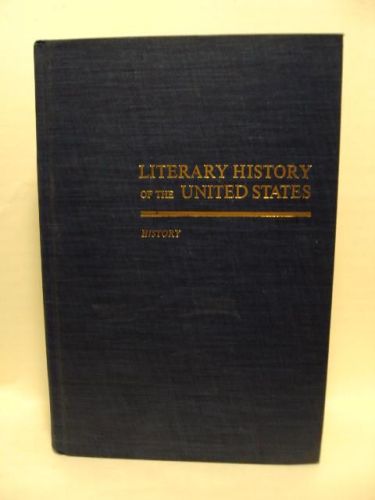 LITERARY HISTORY
OF THE UNITED STATES
HISTORY